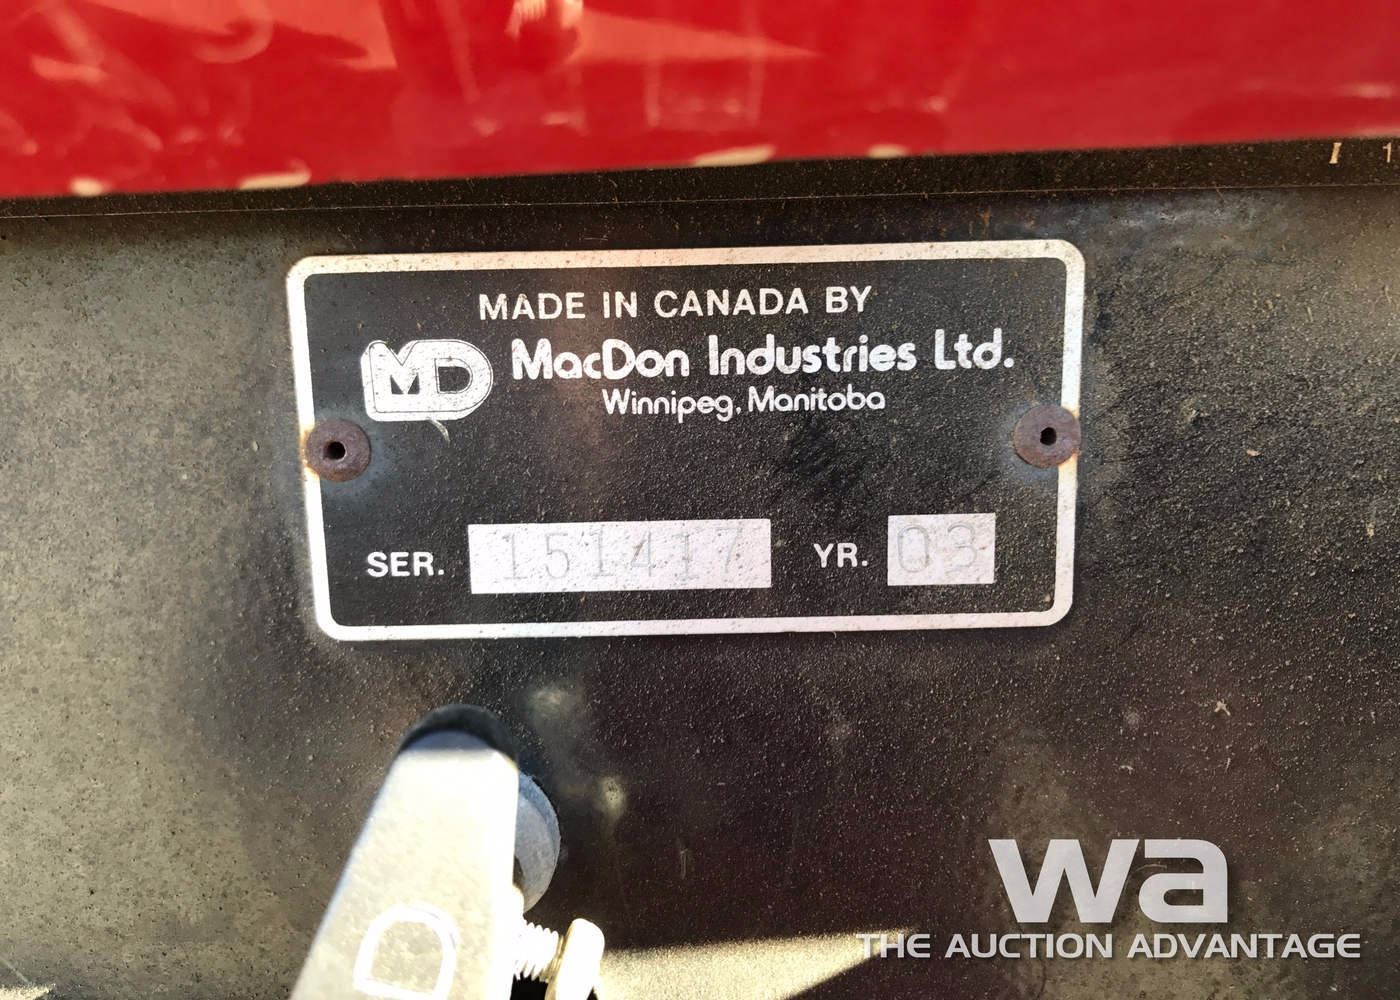 MADE IN CANADA BY
MD MacDon Industries Ltd.
Winnipeg, Manitoba
SER. 151417 YR. 03
D
wa
THE AUCTION ADVANTAGE